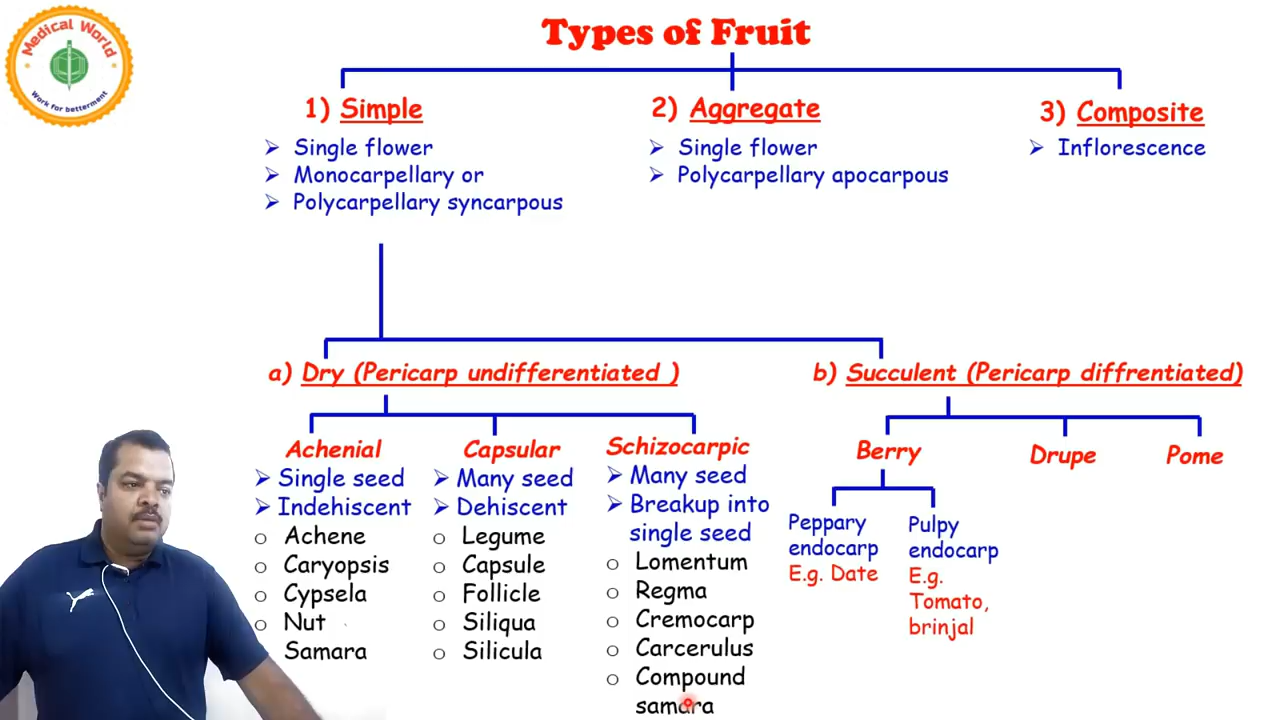 Medical World
Work for betterment
Types of Fruit
1) Simple
➢ Single flower
➢ Monocarpellary or
➢ Polycarpellary syncarpous
2) Aggregate
➢ Single flower
➢ Polycarpellary apocarpous
3) Composite
➢ Inflorescence
a) Dry (Pericarp undifferentiated )
Achenial
➢ Single seed
➢ Indehiscent
o Achene
o Caryopsis
o Cypsela
o Nut
Samara
Capsular
➢ Many seed
➢ Dehiscent
o Legume
o Capsule
o Follicle
o Siliqua
o Silicula
Schizocarpic
➢ Many seed
➢ Breakup into
single seed
o Lomentum
o Regma
o Cremocarp
o Carcerulus
o Compound
samara
b) Succulent (Pericarp diffrentiated)
Berry
Peppary
endocarp
E.g. Date
Pulpy
endocarp
E.g.
Tomato,
brinjal
Drupe
Pome